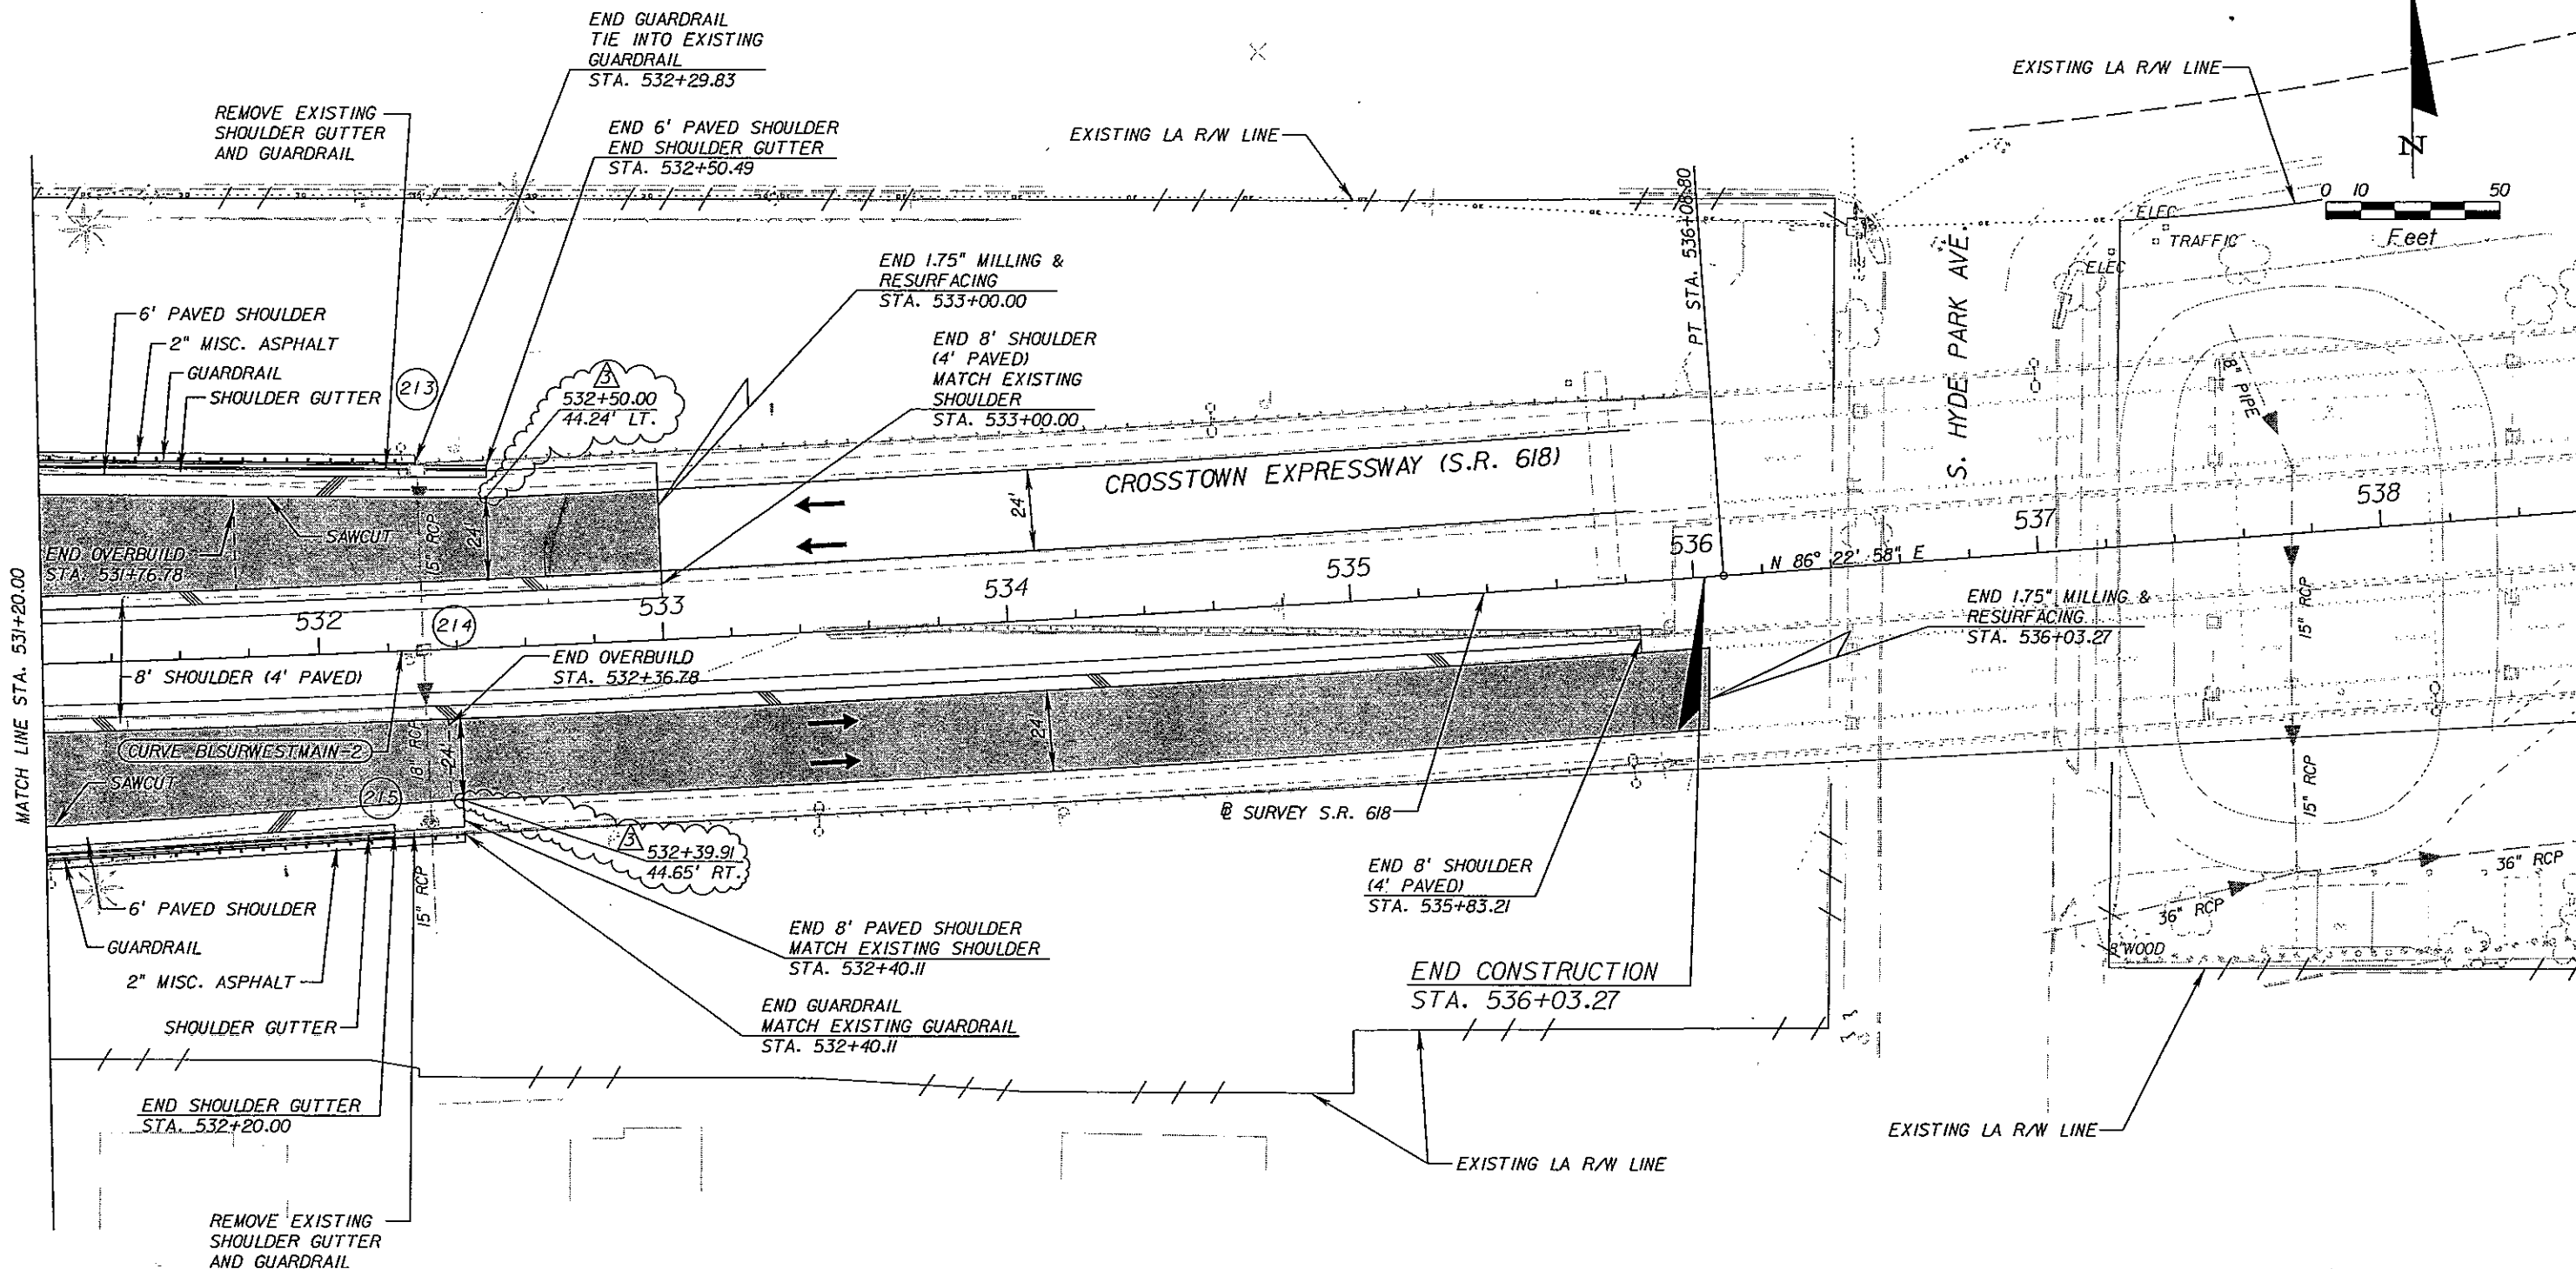 END GUARDRAIL
TIE INTO EXISTING
GUARDRAIL
STA. 532+29.83
REMOVE EXISTING
SHOULDER GUTTER
AND GUARDRAIL
END 6' PAVED SHOULDER
END SHOULDER GUTTER
STA. 532+50.49
EXISTING LA R/W LINE
EXISTING LA R/W LINE
N
0 10 50
Feet
ELEC
TRAFFIC
ELEC
PT STA. 536+08.80
S. HYDE PARK AVE.
END 1.75" MILLING &
RESURFACING
STA. 533+00.00
6' PAVED SHOULDER
2" MISC. ASPHALT
GUARDRAIL
SHOULDER GUTTER
213
3
532+50.00
44.24' LT.
END 8' SHOULDER
(4' PAVED)
MATCH EXISTING
SHOULDER
STA. 533+00.00
8" PIPE
CROSSTOWN EXPRESSWAY (S.R. 618)
24'
24'
15" RCP
SAWCUT
END OVERBUILD
STA. 531+76.78
MATCH LINE STA. 531+20.00
532
533
534
535
536
537
538
N 86° 22' 58" E
214
15" RCP
END 1.75" MILLING &
RESURFACING
STA. 536+03.27
END OVERBUILD
STA. 532+36.78
8' SHOULDER (4' PAVED)
CURVE BLSURWESTMAIN-2
18" RCP
24'
24'
SAWCUT
215
15" RCP
℄ SURVEY S.R. 618
3
532+39.91
44.65' RT.
END 8' SHOULDER
(4' PAVED)
STA. 535+83.21
36" RCP
36" RCP
8" WOOD
6' PAVED SHOULDER
15" RCP
GUARDRAIL
2" MISC. ASPHALT
END 8' PAVED SHOULDER
MATCH EXISTING SHOULDER
STA. 532+40.11
END CONSTRUCTION
STA. 536+03.27
SHOULDER GUTTER
END GUARDRAIL
MATCH EXISTING GUARDRAIL
STA. 532+40.11
END SHOULDER GUTTER
STA. 532+20.00
EXISTING LA R/W LINE
EXISTING LA R/W LINE
REMOVE EXISTING
SHOULDER GUTTER
AND GUARDRAIL